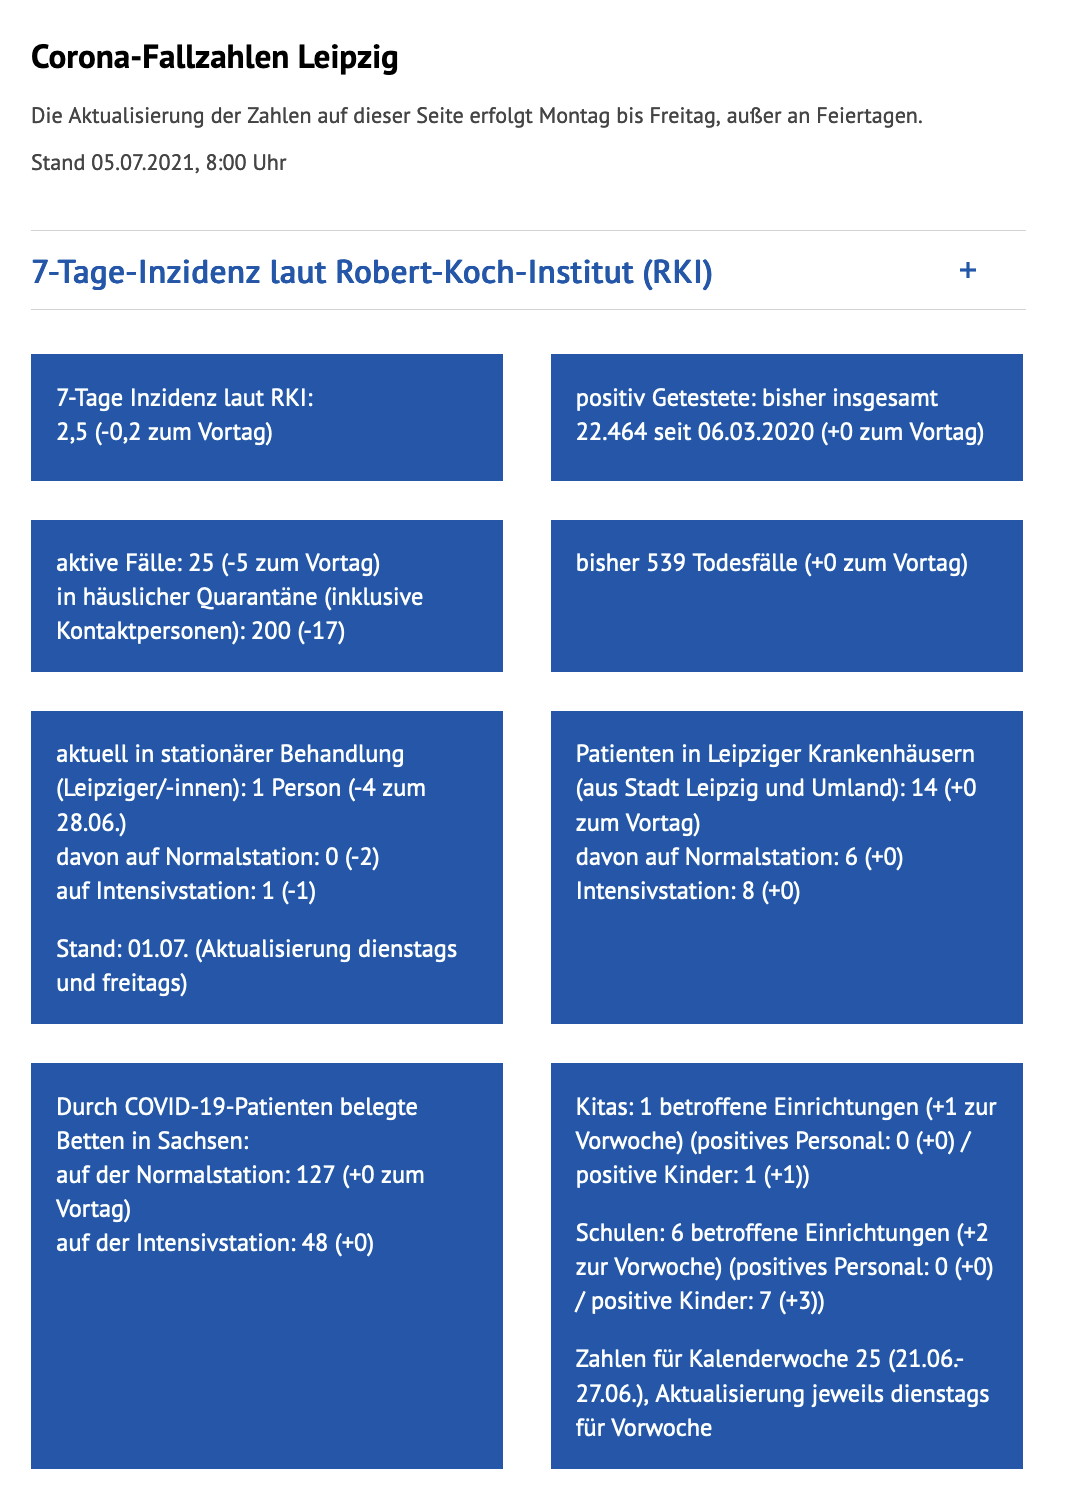 Corona-Fallzahlen Leipzig
Die Aktualisierung der Zahlen auf dieser Seite erfolgt Montag bis Freitag, außer an Feiertagen.
Stand 05.07.2021, 8:00 Uhr
7-Tage-Inzidenz laut Robert-Koch-Institut (RKI) +
7-Tage Inzidenz laut RKI:
2,5 (-0,2 zum Vortag)
positiv Getestete: bisher insgesamt
22.464 seit 06.03.2020 (+0 zum Vortag)
aktive Fälle: 25 (-5 zum Vortag)
in häuslicher Quarantäne (inklusive
Kontaktpersonen): 200 (-17)
bisher 539 Todesfälle (+0 zum Vortag)
aktuell in stationärer Behandlung
(Leipziger/-innen): 1 Person (-4 zum
28.06.)
davon auf Normalstation: 0 (-2)
auf Intensivstation: 1 (-1)
Stand: 01.07. (Aktualisierung dienstags
und freitags)
Patienten in Leipziger Krankenhäusern
(aus Stadt Leipzig und Umland): 14 (+0
zum Vortag)
davon auf Normalstation: 6 (+0)
Intensivstation: 8 (+0)
Durch COVID-19-Patienten belegte
Betten in Sachsen:
auf der Normalstation: 127 (+0 zum
Vortag)
auf der Intensivstation: 48 (+0)
Kitas: 1 betroffene Einrichtungen (+1 zur
Vorwoche) (positives Personal: 0 (+0) /
positive Kinder: 1 (+1))
Schulen: 6 betroffene Einrichtungen (+2
zur Vorwoche) (positives Personal: 0 (+0)
/ positive Kinder: 7 (+3))
Zahlen für Kalenderwoche 25 (21.06.-
27.06.), Aktualisierung jeweils dienstags
für Vorwoche